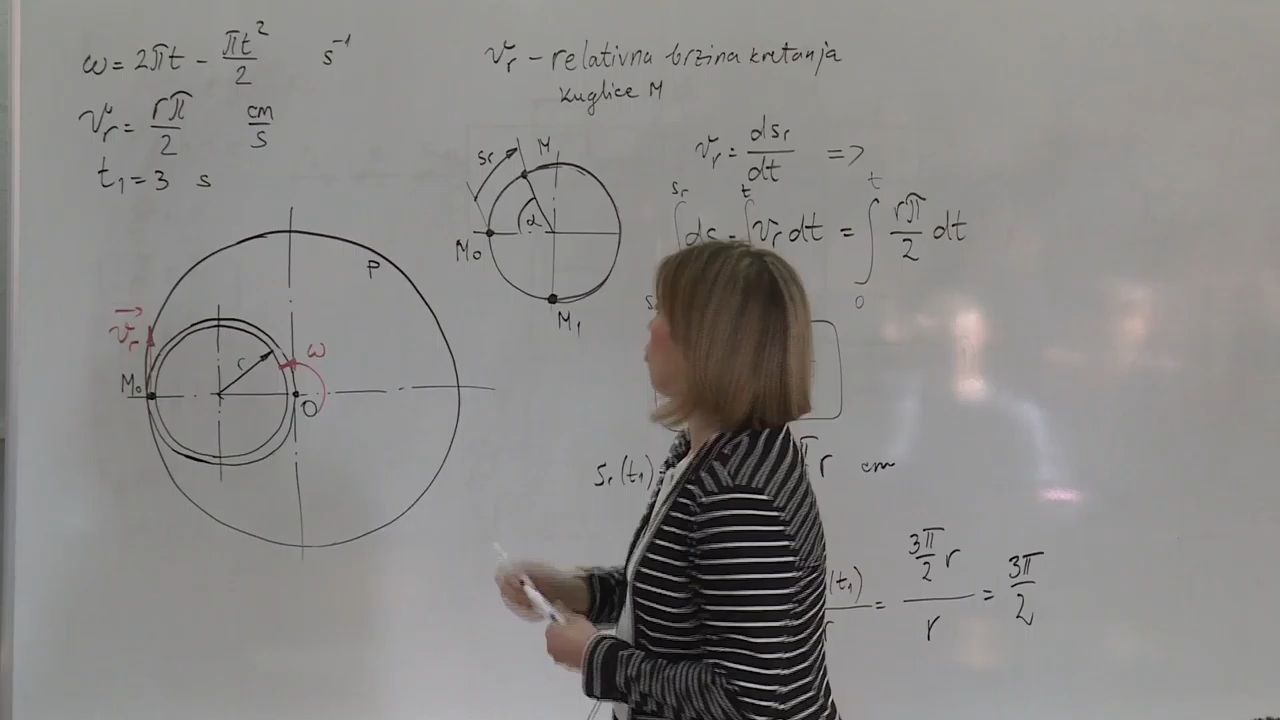 ω = 2πt - πt²/2 s⁻¹
v_r = rπ/2 cm/s
t₁ = 3 s
v_r - relativna brzina kretanja
kuglice M
v_r = ds_r/dt =>
∫ ds = ∫ v_r dt = ∫ rπ/2 dt
s_r t t
0
s_r M
α
M₀
M₁
P
v_r
r ω
M₀ O
s_r(t₁) r cm
(t₁)/r = 3π/2 r / r = 3π/2